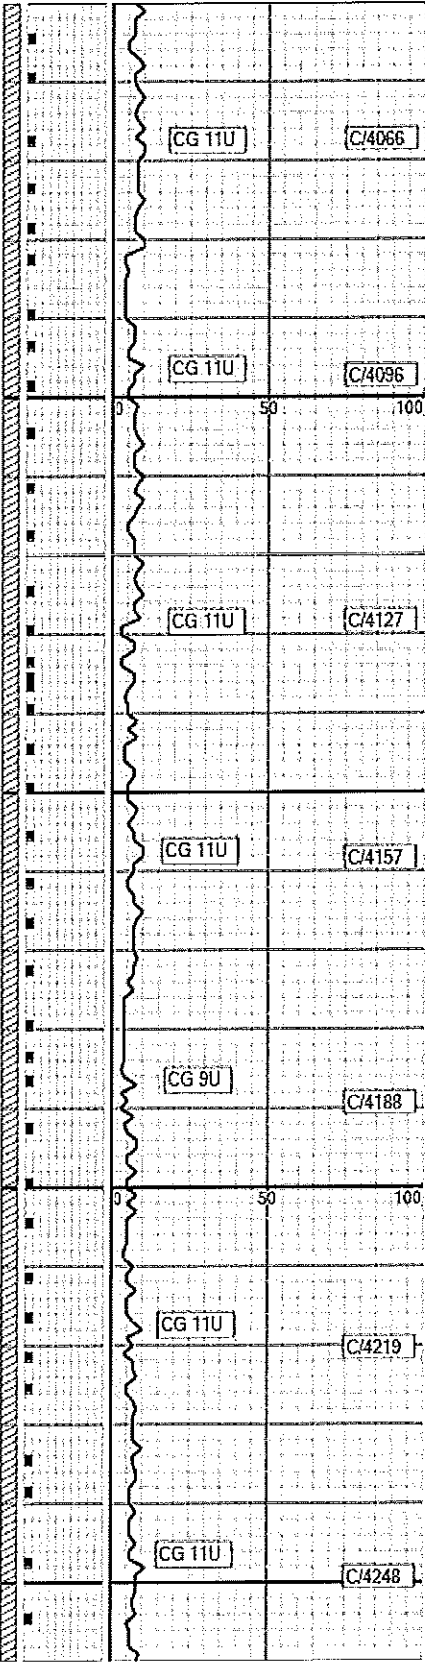 CG 11U C/4066
CG 11U C/4096
0 50 100
CG 11U C/4127
CG 11U C/4157
CG 9U
C/4188
0 50 100
CG 11U
C/4219
CG 11U
C/4248